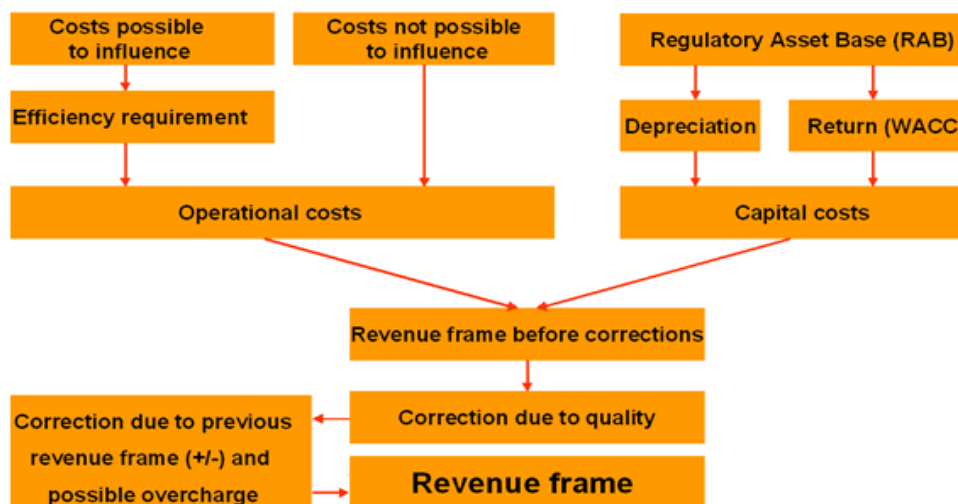 Costs possible
to influence
Costs not possible
to influence
Regulatory Asset Base (RAB)
Efficiency requirement
Depreciation
Return (WACC
Operational costs
Capital costs
Revenue frame before corrections
Correction due to quality
Correction due to previous
revenue frame (+/-) and
possible overcharge
Revenue frame